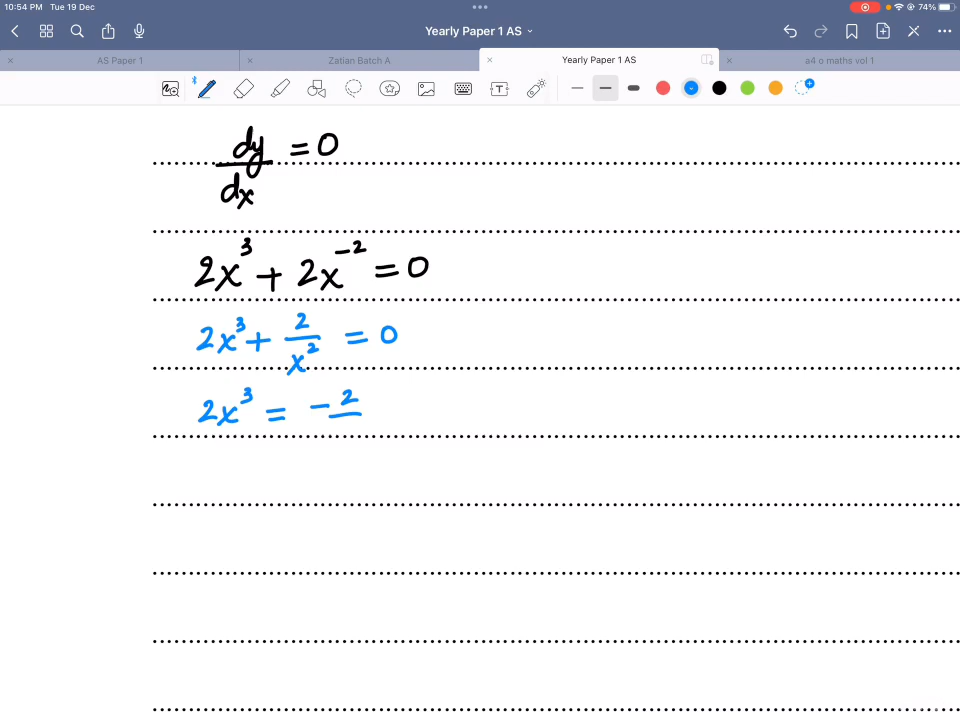 10:54 PM Tue 19 Dec
74%
Yearly Paper 1 AS
AS Paper 1
Zatian Batch A
Yearly Paper 1 AS
a4 o maths vol 1
dy/dx = 0
2x³ + 2x⁻² = 0
2x³ + 2/x² = 0
2x³ = -2/